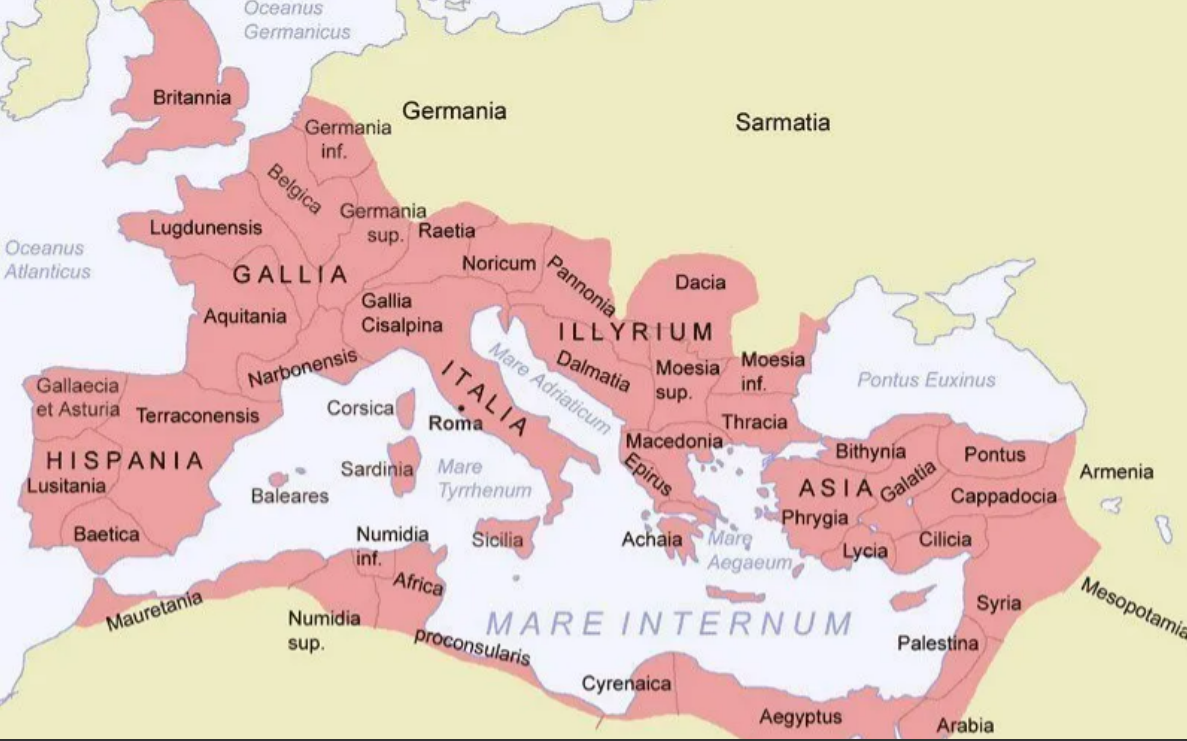 Oceanus
Germanicus
Britannia
Germania
Sarmatia
Germania
inf.
Belgica
Lugdunensis
Germania
sup.
Raetia
Oceanus
Atlanticus
GALLIA
Noricum
Pannonia
Dacia
Aquitania
Gallia
Cisalpina
ILLYRIUM
Narbonensis
Mare Adriaticum
Dalmatia
Moesia
sup.
Moesia
inf.
Pontus Euxinus
Gallaecia
et Asturia
Terraconensis
Corsica
ITALIA
Roma
Thracia
HISPANIA
Lusitania
Baleares
Sardinia
Mare
Tyrrhenum
Macedonia
Epirus
Bithynia
Galatia
Pontus
Armenia
ASIA
Cappadocia
Phrygia
Baetica
Numidia
inf.
Sicilia
Achaia
Mare
Aegaeum
Lycia
Cilicia
Africa
proconsularis
Mauretania
Numidia
sup.
MARE INTERNUM
Syria
Mesopotamia
Palestina
Cyrenaica
Aegyptus
Arabia